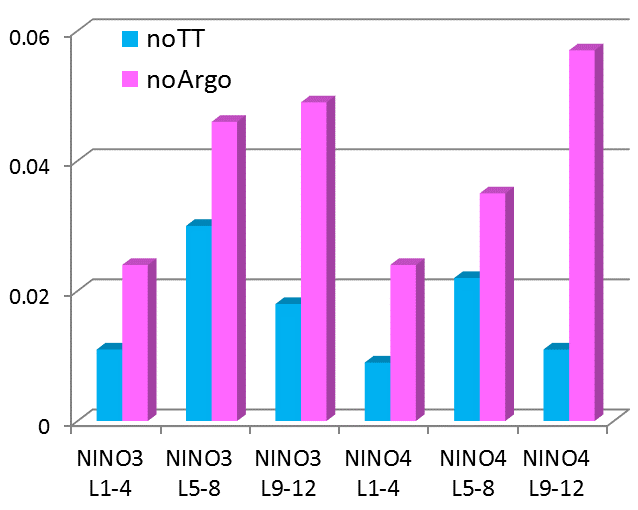 0.06
noTT
noArgo
0.04
0.02
0
NINO3 NINO3 NINO3 NINO4 NINO4 NINO4
L1-4 L5-8 L9-12 L1-4 L5-8 L9-12